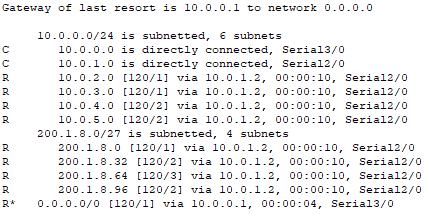 Gateway of last resort is 10.0.0.1 to network 0.0.0.0
10.0.0.0/24 is subnetted, 6 subnets
C 10.0.0.0 is directly connected, Serial3/0
C 10.0.1.0 is directly connected, Serial2/0
R 10.0.2.0 [120/1] via 10.0.1.2, 00:00:10, Serial2/0
R 10.0.3.0 [120/1] via 10.0.1.2, 00:00:10, Serial2/0
R 10.0.4.0 [120/2] via 10.0.1.2, 00:00:10, Serial2/0
R 10.0.5.0 [120/2] via 10.0.1.2, 00:00:10, Serial2/0
200.1.8.0/27 is subnetted, 4 subnets
R 200.1.8.0 [120/1] via 10.0.1.2, 00:00:10, Serial2/0
R 200.1.8.32 [120/2] via 10.0.1.2, 00:00:10, Serial2/0
R 200.1.8.64 [120/3] via 10.0.1.2, 00:00:10, Serial2/0
R 200.1.8.96 [120/2] via 10.0.1.2, 00:00:10, Serial2/0
R* 0.0.0.0/0 [120/1] via 10.0.0.1, 00:00:04, Serial3/0